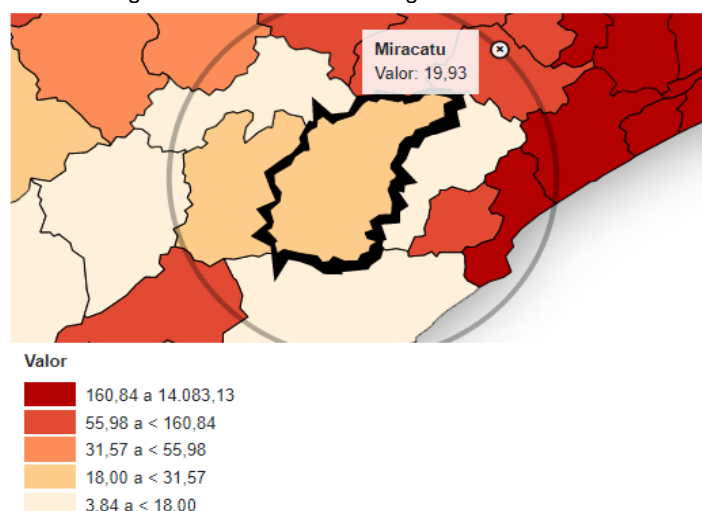 Miracatu
Valor: 19,93
Valor
160,84 a 14.083,13
55,98 a < 160,84
31,57 a < 55,98
18,00 a < 31,57
3,84 a < 18,00